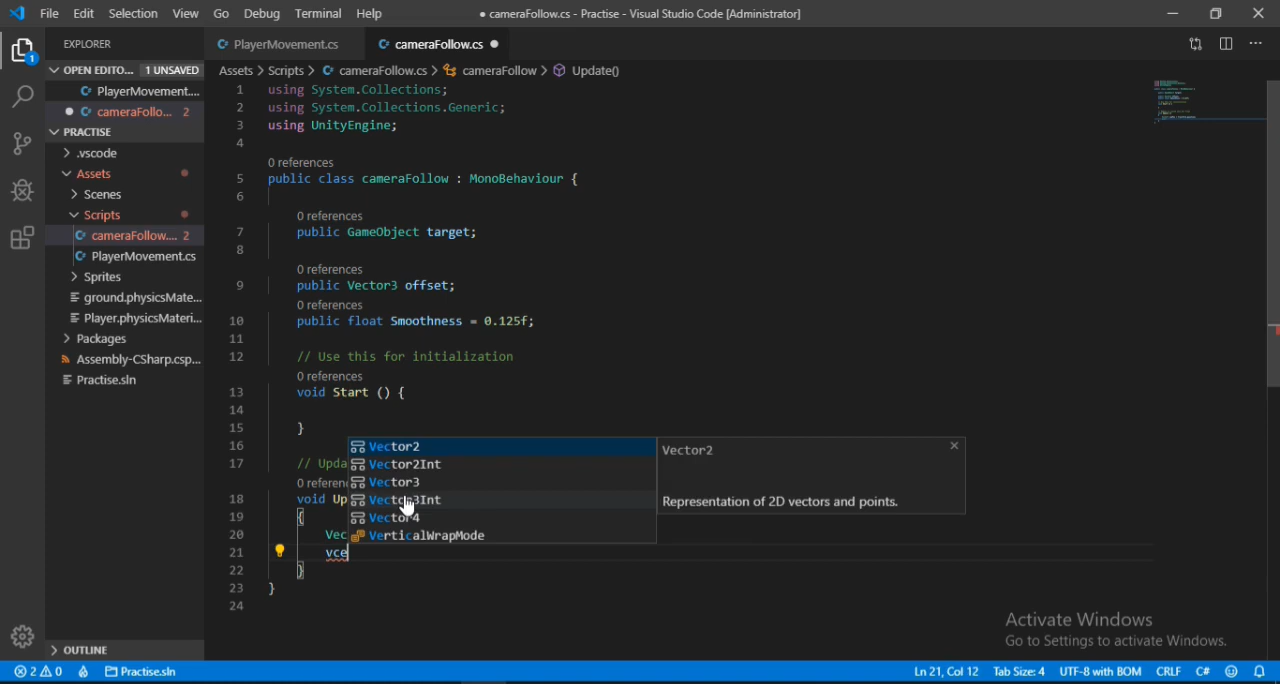 File Edit Selection View Go Debug Terminal Help
● cameraFollow.cs - Practise - Visual Studio Code [Administrator]
EXPLORER
PlayerMovement.cs
cameraFollow.cs
OPEN EDITO... 1 UNSAVED
Assets > Scripts > cameraFollow.cs > cameraFollow > Update()
PlayerMovement....
cameraFollo... 2
PRACTISE
.vscode
Assets
Scenes
Scripts
cameraFollow.... 2
PlayerMovement.cs
Sprites
ground.physicsMate...
Player.physicsMateri...
Packages
Assembly-CSharp.csp...
Practise.sln
OUTLINE
1 using System.Collections;
2 using System.Collections.Generic;
3 using UnityEngine;
4
0 references
5 public class cameraFollow : MonoBehaviour {
6
0 references
7 public GameObject target;
8
0 references
9 public Vector3 offset;
0 references
10 public float Smoothness = 0.125f;
11
12 // Use this for initialization
0 references
13 void Start () {
14
15 }
16
17 // Upda
0 referen
18 void Up
19 {
20 Vec
21 vce
22 }
23 }
24
Vector2
Vector2Int
Vector3
Vector3Int
Vector4
VerticalWrapMode
Vector2
Representation of 2D vectors and points.
Activate Windows
Go to Settings to activate Windows.
1
2 0 Practise.sln
Ln 21, Col 12 Tab Size: 4 UTF-8 with BOM CRLF C#